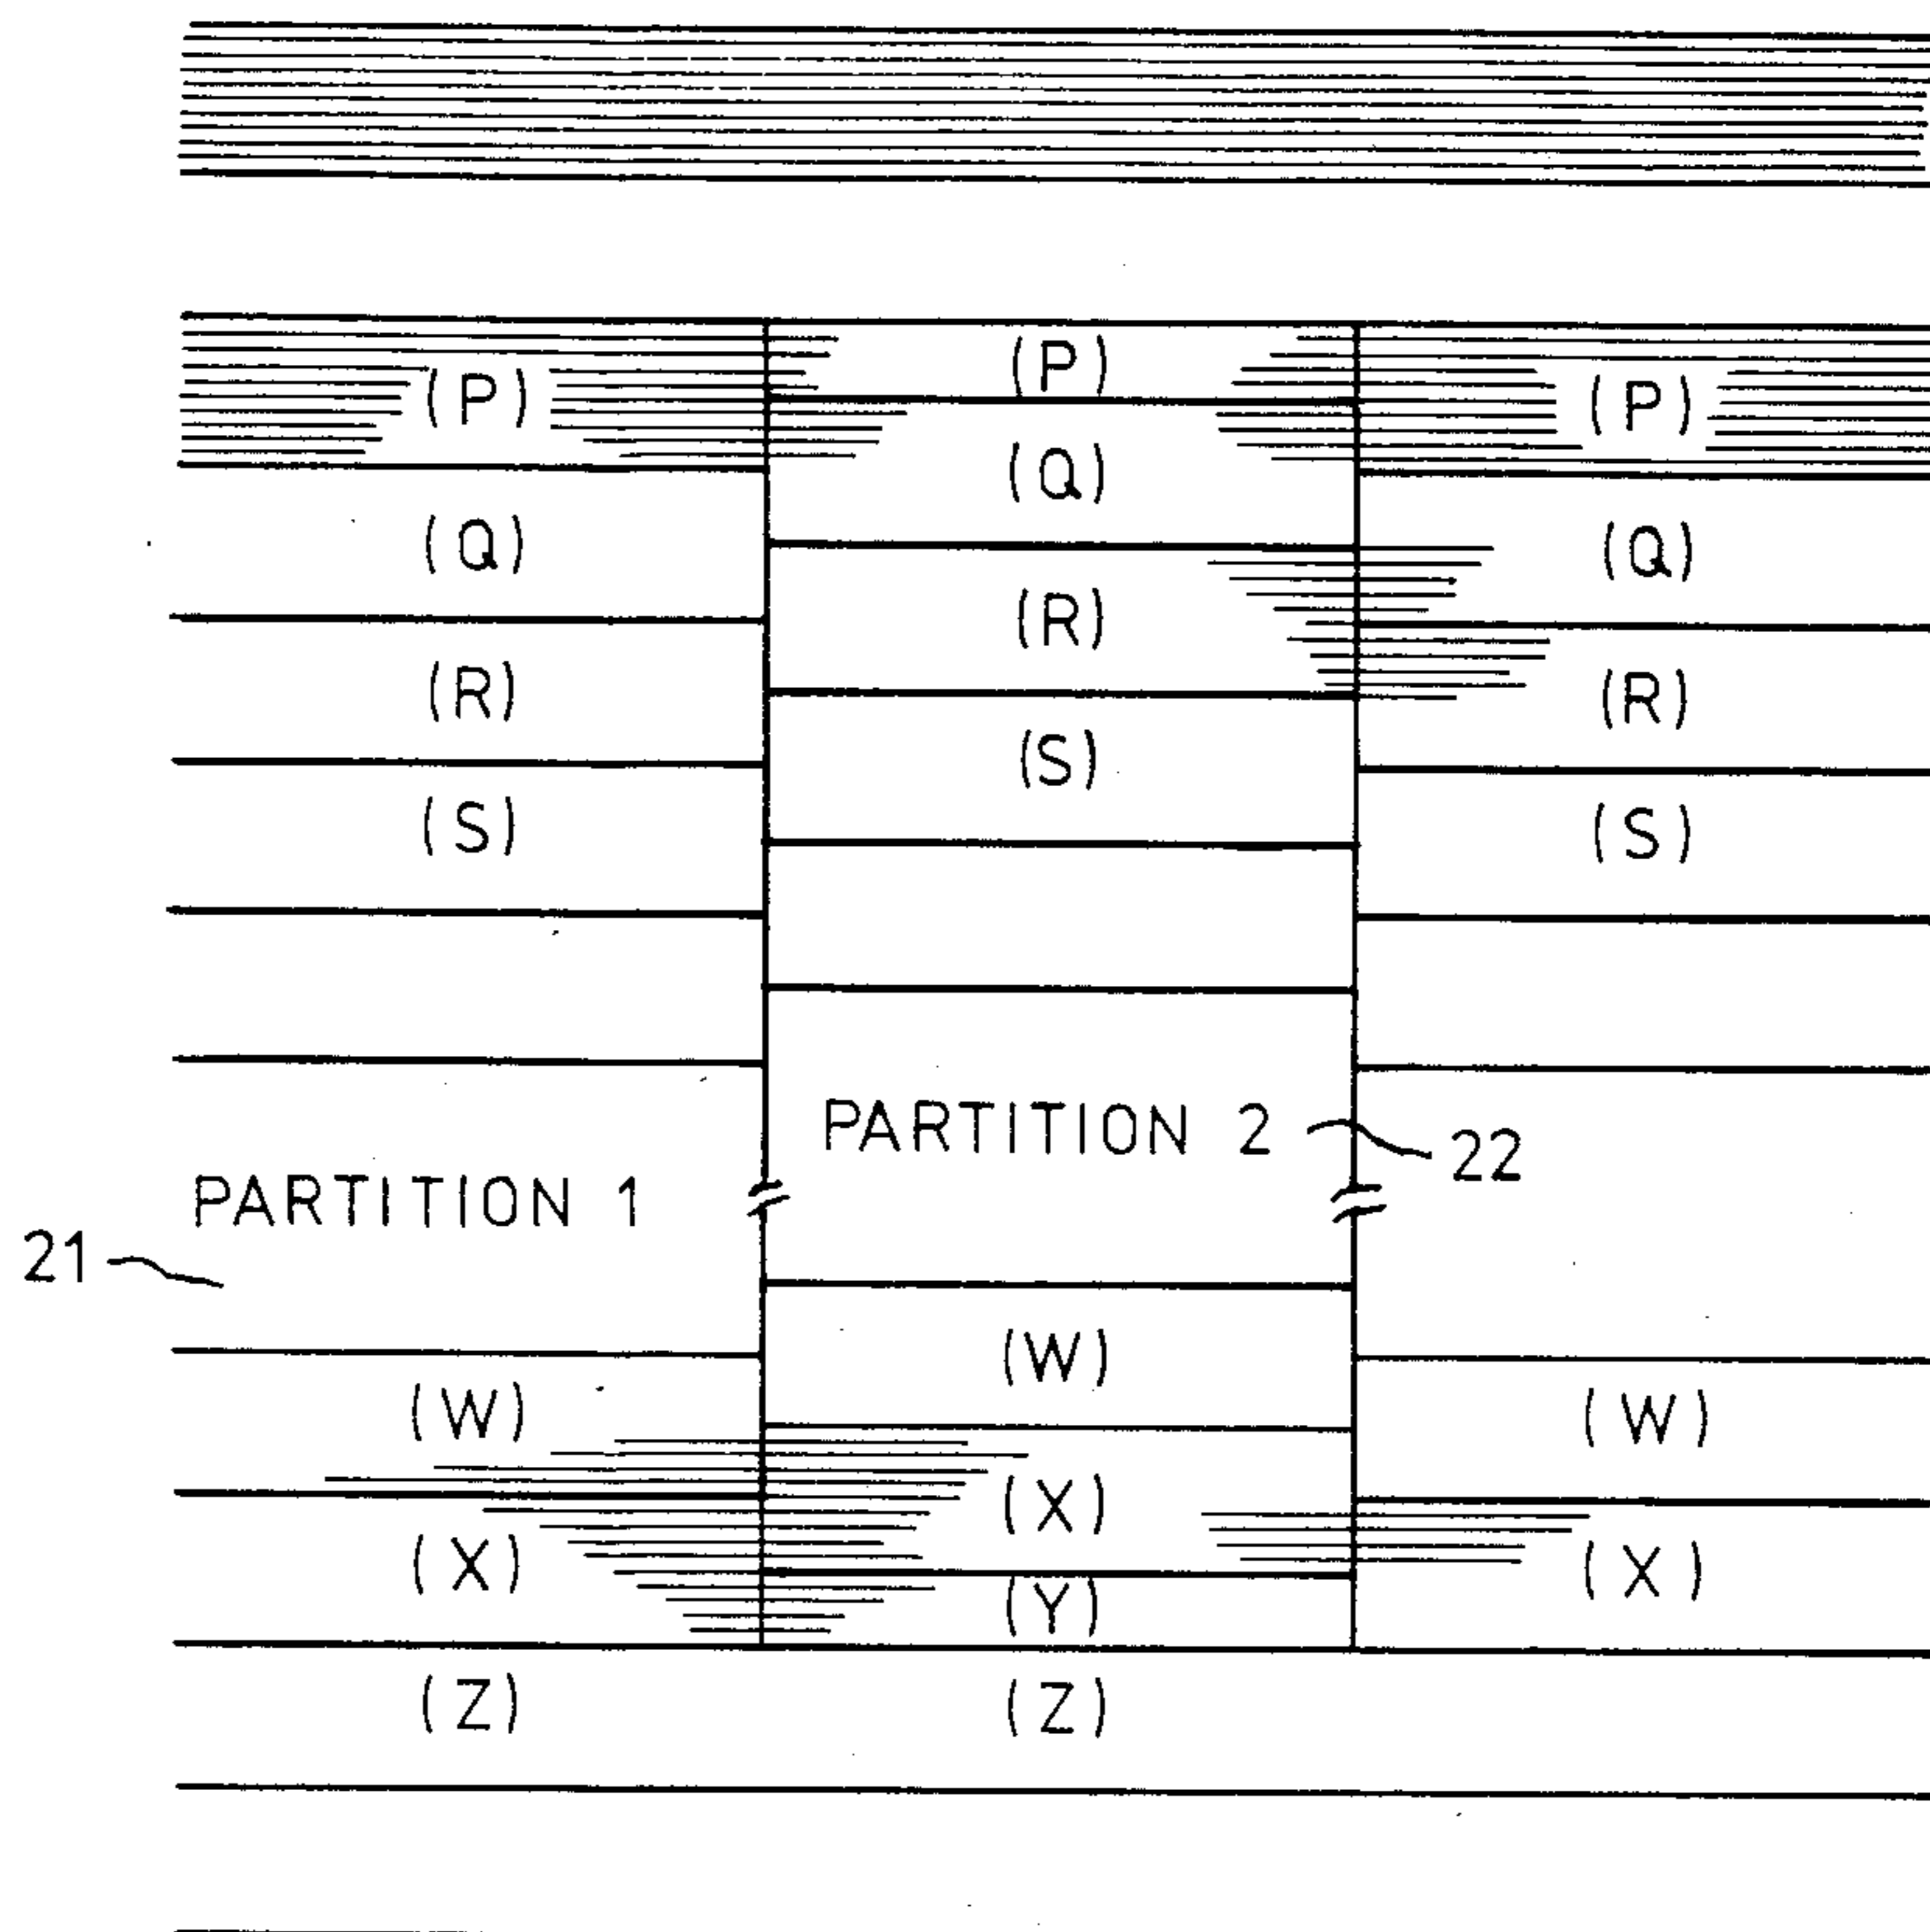 (P) (P) (P)
(Q) (Q) (Q)
(R) (R) (R)
(S) (S) (S)
PARTITION 2 22
PARTITION 1
21
(W) (W) (W)
(X) (X) (X)
(Y)
(Z) (Z)